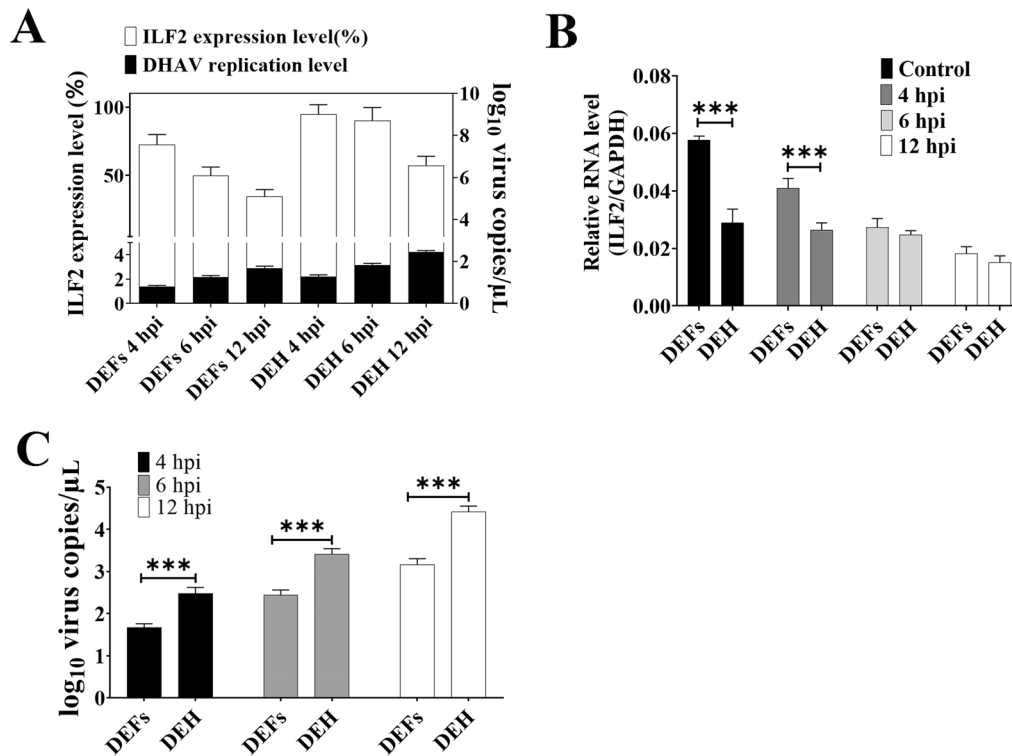 A
ILF2 expression level(%)
DHAV replication level
ILF2 expression level (%)
100
50
4
2
0
10
8
6
4
2
0
log10 virus copies/μL
DEFs 4 hpi
DEFs 6 hpi
DEFs 12 hpi
DEH 4 hpi
DEH 6 hpi
DEH 12 hpi
B
Control
4 hpi
6 hpi
12 hpi
Relative RNA level
(ILF2/GAPDH)
0.08
0.06
0.04
0.02
0.00
***
***
DEFs
DEH
DEFs
DEH
DEFs
DEH
DEFs
DEH
C
4 hpi
6 hpi
12 hpi
log10 virus copies/μL
5
4
3
2
1
0
***
***
***
DEFs
DEH
DEFs
DEH
DEFs
DEH